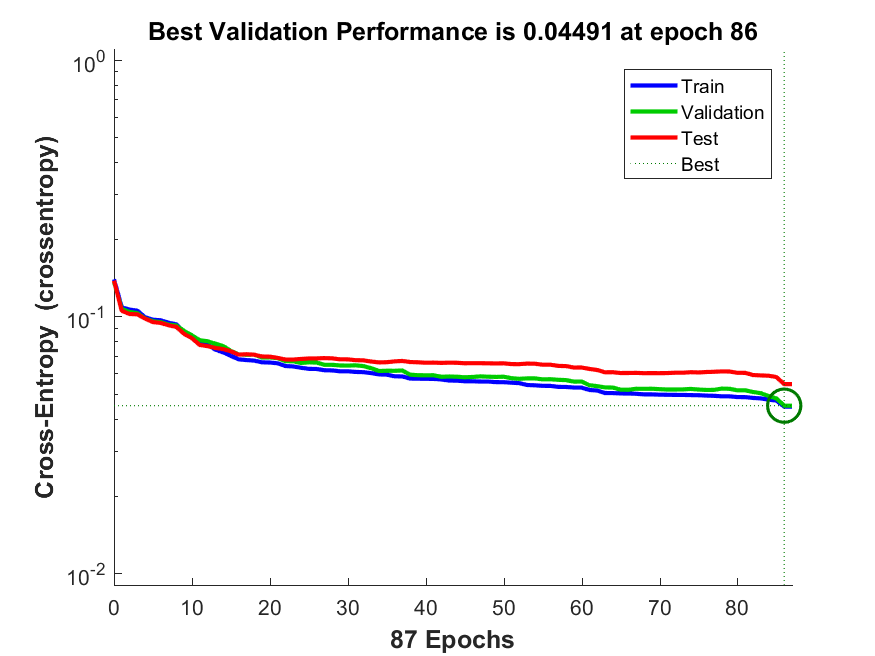 Best Validation Performance is 0.04491 at epoch 86
10^0
10^-1
10^-2
Cross-Entropy (crossentropy)
Train
Validation
Test
Best
0 10 20 30 40 50 60 70 80
87 Epochs